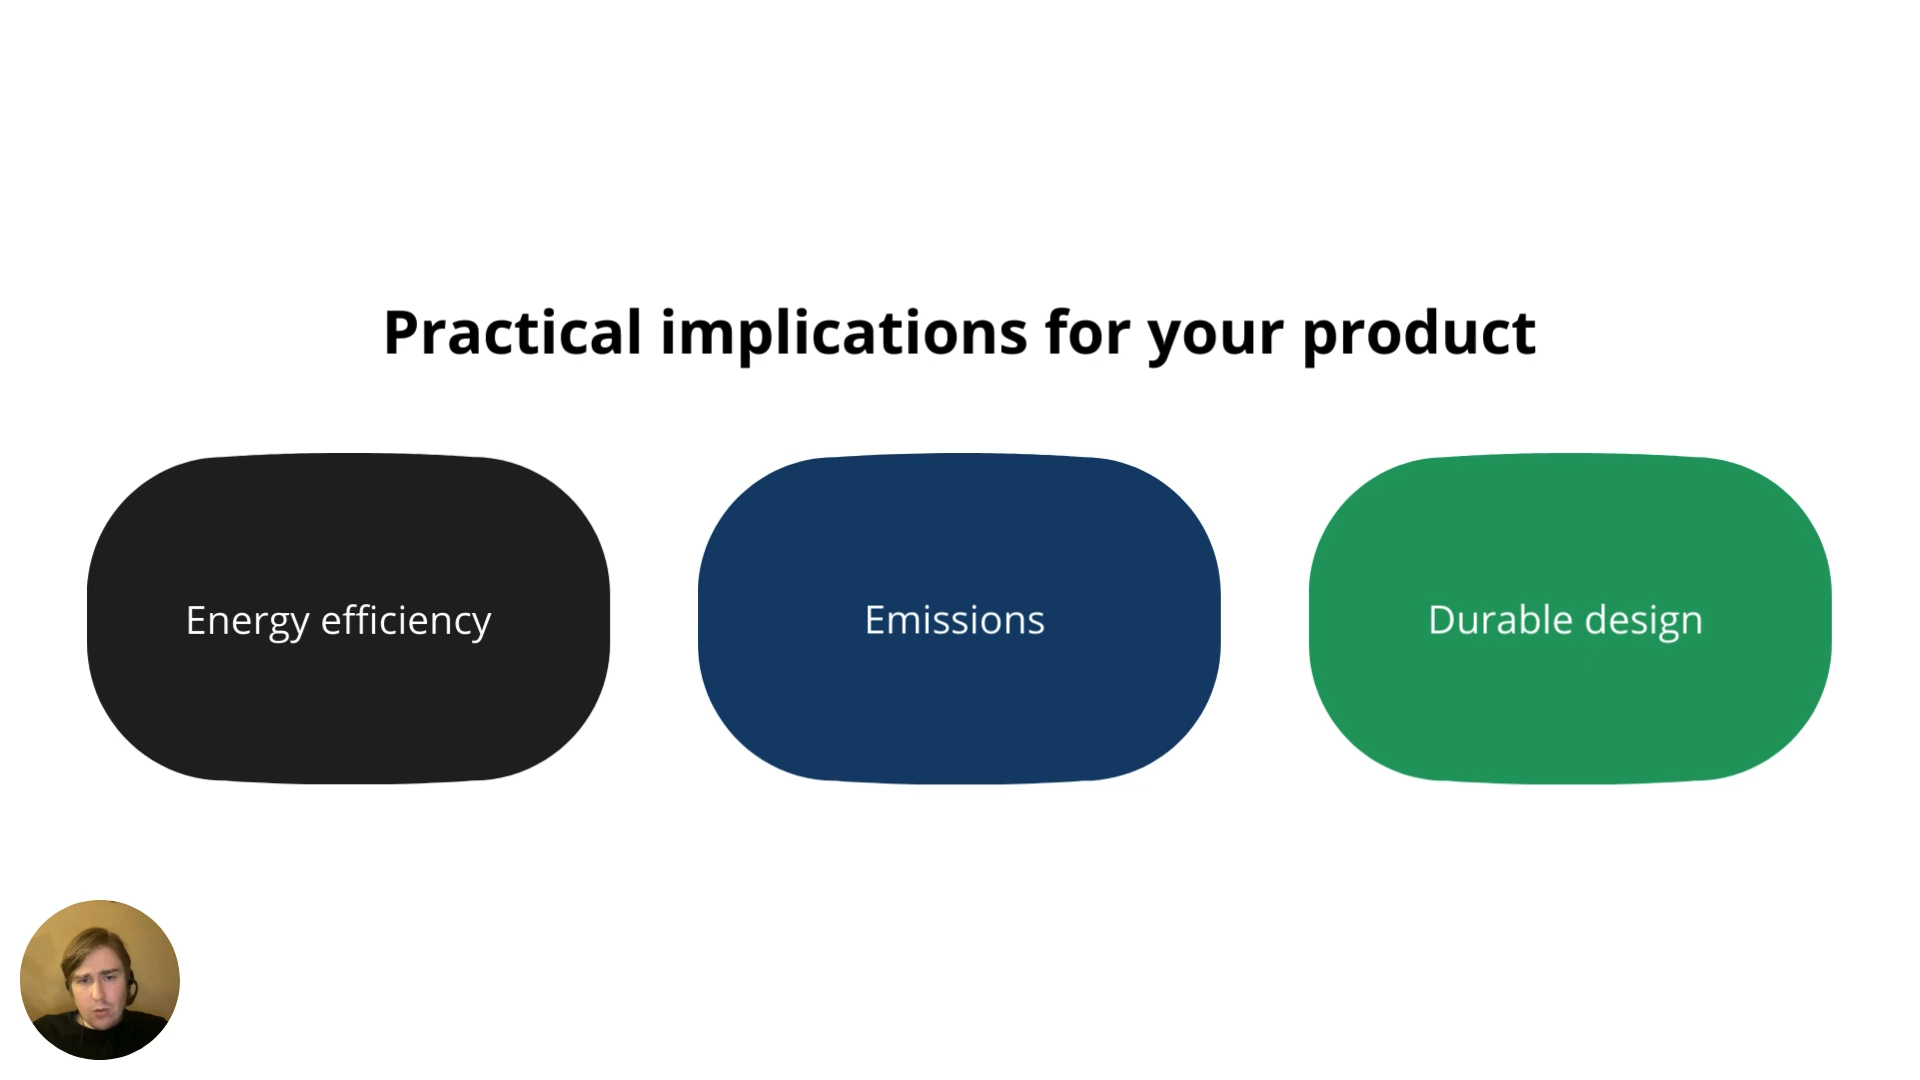 Practical implications for your product
Energy efficiency
Emissions
Durable design